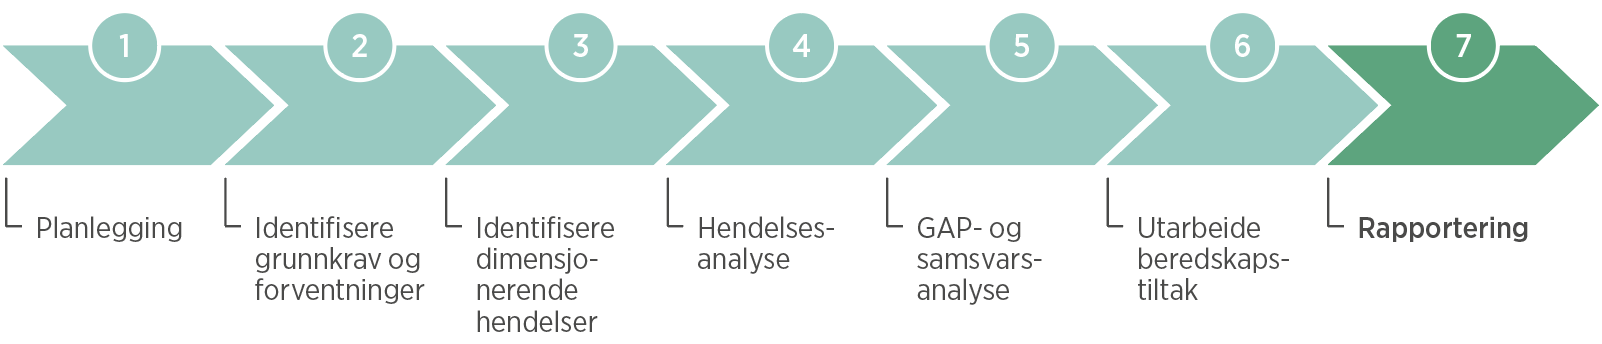 1
2
3
4
5
6
7
Planlegging
Identifisere
grunnkrav og
forventninger
Identifisere
dimensjo-
nerende
hendelser
Hendelses-
analyse
GAP- og
samsvars-
analyse
Utarbeide
beredskaps-
tiltak
Rapportering